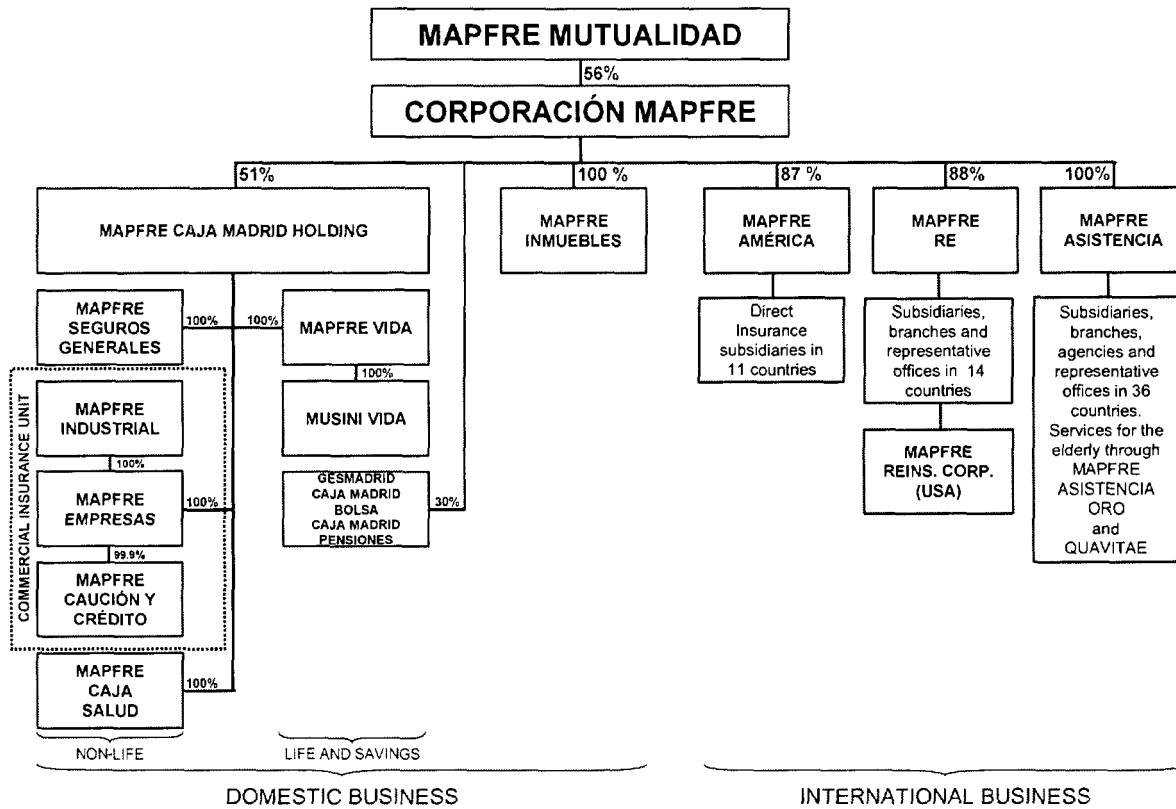 MAPFRE MUTUALIDAD
56%
CORPORACIÓN MAPFRE
51%
100 %
87 %
88%
100%
MAPFRE CAJA MADRID HOLDING
MAPFRE
INMUEBLES
MAPFRE
AMÉRICA
MAPFRE
RE
MAPFRE
ASISTENCIA
MAPFRE
SEGUROS
GENERALES
100%
100%
MAPFRE VIDA
100%
MUSINI VIDA
GESMADRID
CAJA MADRID
BOLSA
CAJA MADRID
PENSIONES
30%
COMMERCIAL INSURANCE UNIT
MAPFRE
INDUSTRIAL
100%
MAPFRE
EMPRESAS
100%
99.9%
MAPFRE
CAUCIÓN Y
CRÉDITO
MAPFRE
CAJA
SALUD
100%
Direct
Insurance
subsidiaries in
11 countries
Subsidiaries,
branches and
representative
offices in 14
countries
MAPFRE
REINS. CORP.
(USA)
Subsidiaries,
branches,
agencies and
representative
offices in 36
countries.
Services for the
elderly through
MAPFRE
ASISTENCIA
ORO
and
QUAVITAE
NON-LIFE
LIFE AND SAVINGS
DOMESTIC BUSINESS
INTERNATIONAL BUSINESS